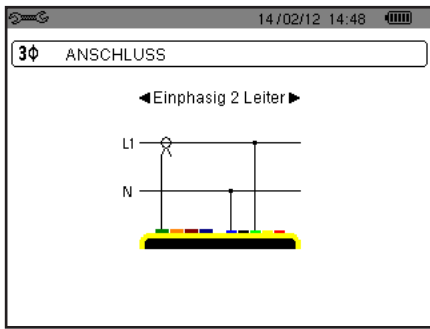 14/02/12 14:48
3Φ ANSCHLUSS
◄Einphasig 2 Leiter►
L1
N